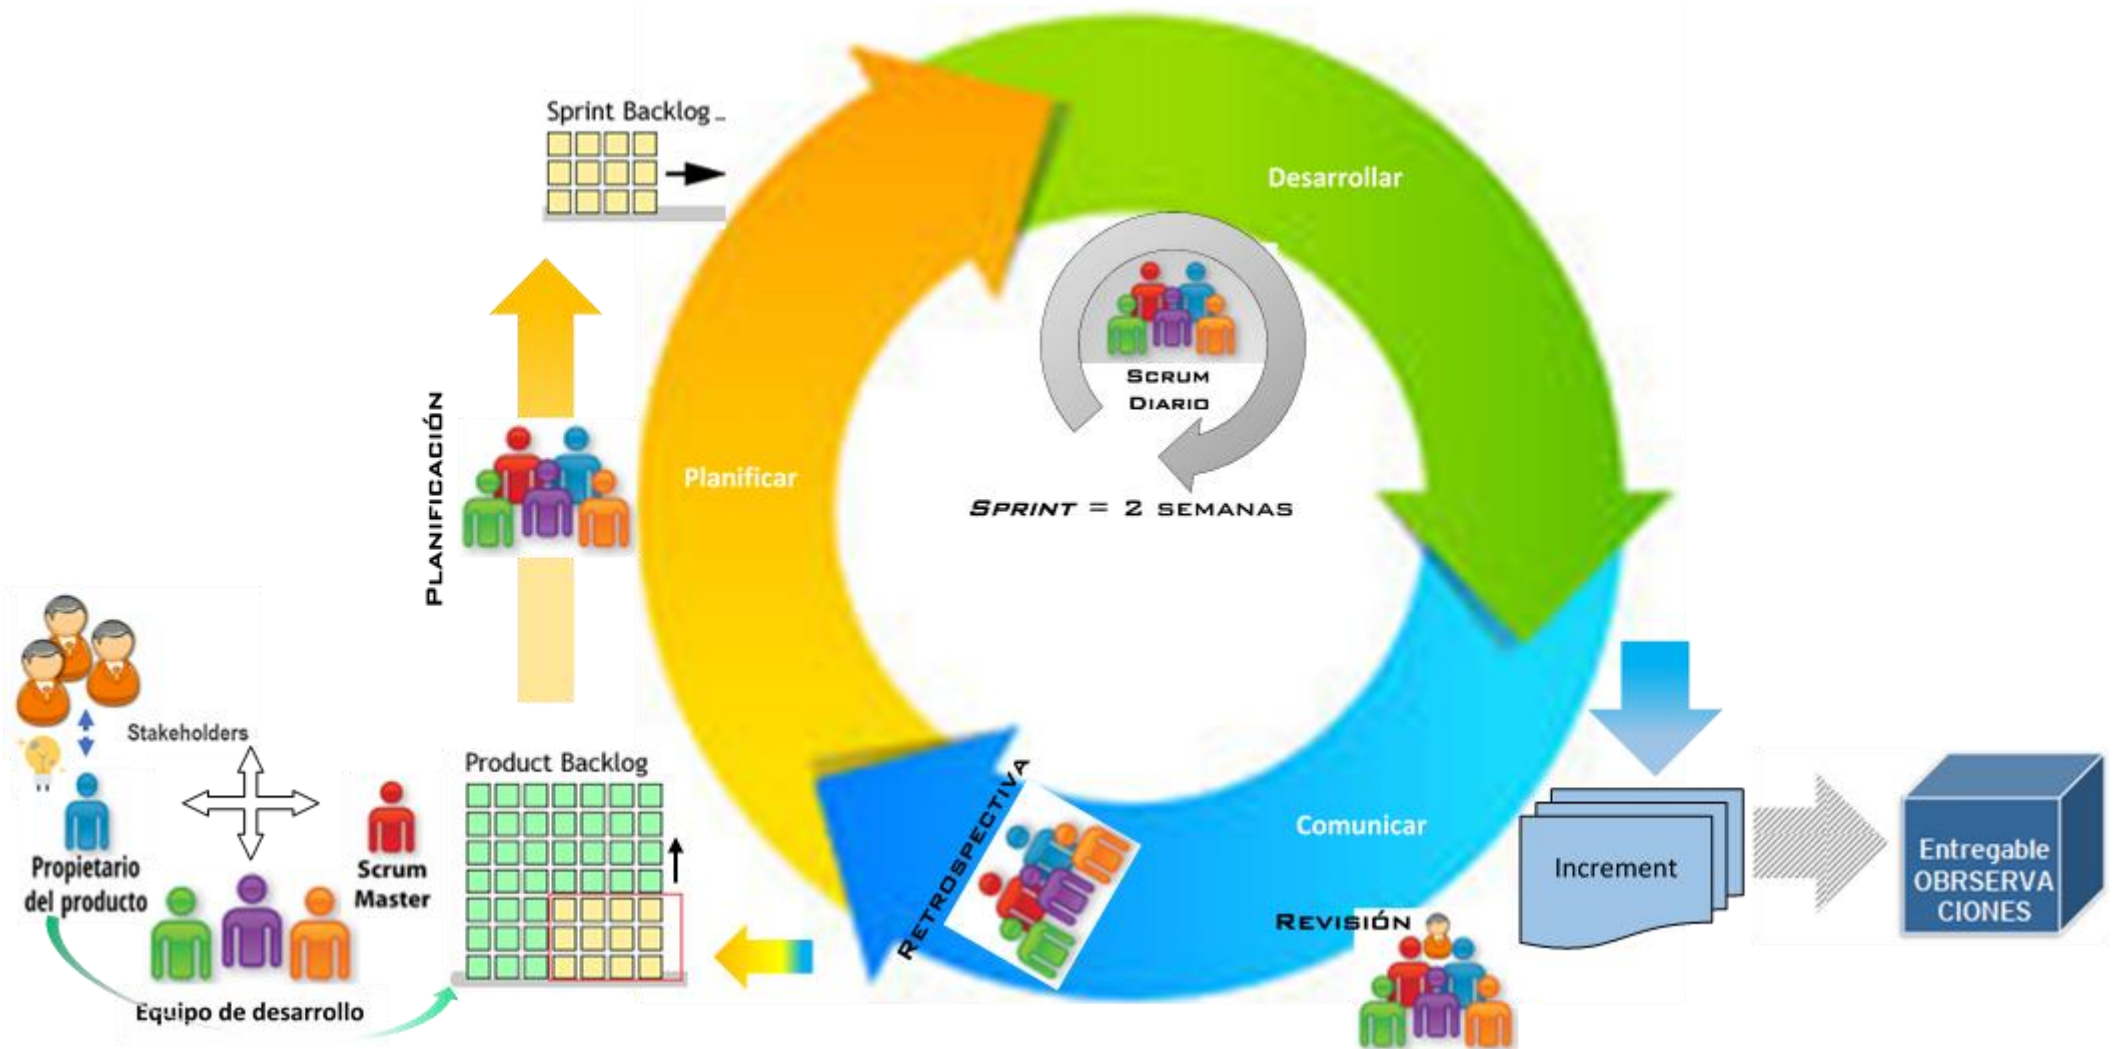 Sprint Backlog
Desarrollar
SCRUM
DIARIO
PLANIFICACIÓN
Planificar
SPRINT = 2 SEMANAS
Stakeholders
Product Backlog
RETROSPECTIVA
Comunicar
Propietario
del producto
Scrum
Master
Increment
Entregable
OBRSERVA
CIONES
REVISIÓN
Equipo de desarrollo